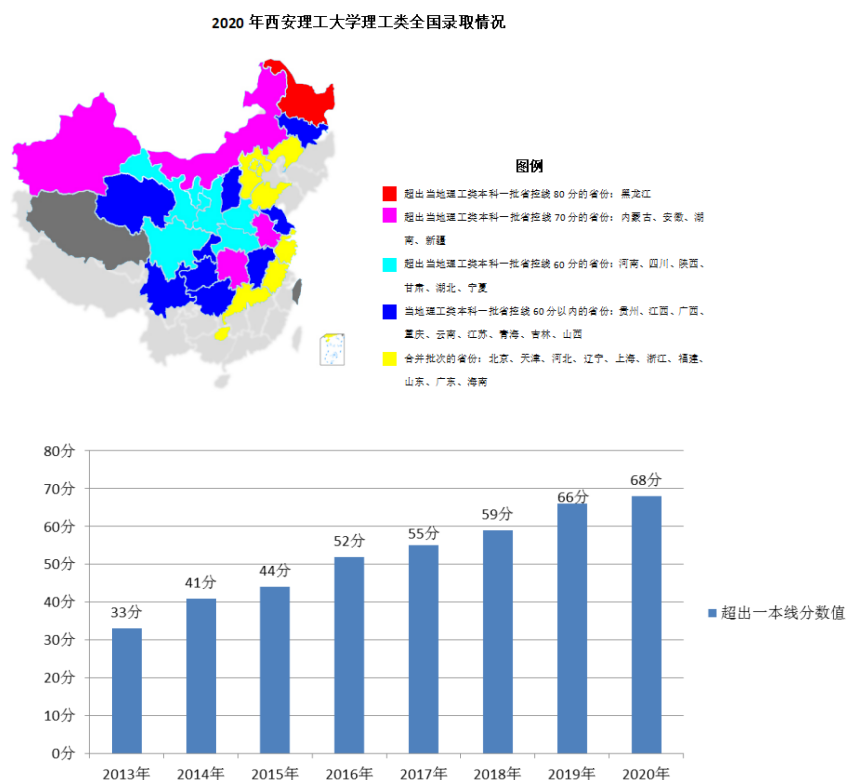 2020 年西安理工大学理工类全国录取情况
图例
超出当地理工类本科一批省控线 80 分的省份：黑龙江
超出当地理工类本科一批省控线 70 分的省份：内蒙古、安徽、湖
南、新疆
超出当地理工类本科一批省控线 60 分的省份：河南、四川、陕西、
甘肃、湖北、宁夏
当地理工类本科一批省控线 60 分以内的省份：贵州、江西、广西、
重庆、云南、江苏、青海、吉林、山西
合并批次的省份：北京、天津、河北、辽宁、上海、浙江、福建、
山东、广东、海南
80分
70分
60分
50分
40分
30分
20分
10分
0分
33分
41分
44分
52分
55分
59分
66分
68分
2013年
2014年
2015年
2016年
2017年
2018年
2019年
2020年
超出一本线分数值